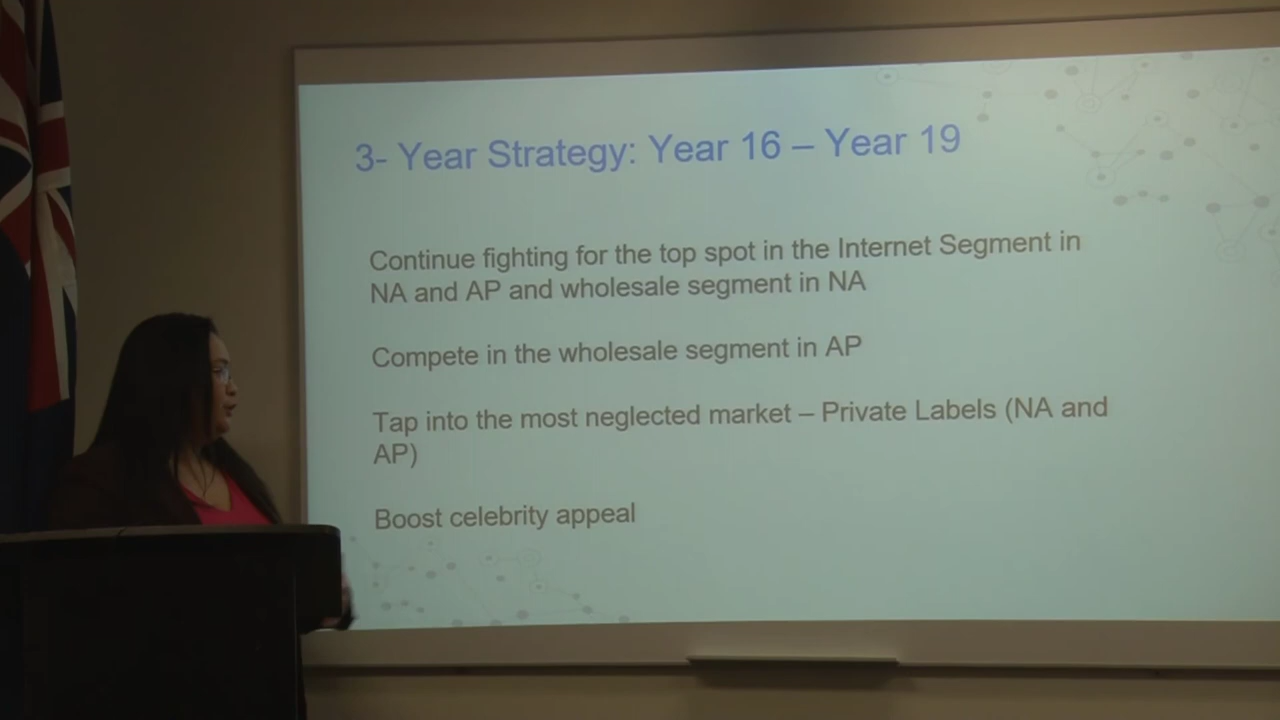 3- Year Strategy: Year 16 – Year 19
Continue fighting for the top spot in the Internet Segment in
NA and AP and wholesale segment in NA
Compete in the wholesale segment in AP
Tap into the most neglected market – Private Labels (NA and
AP)
Boost celebrity appeal